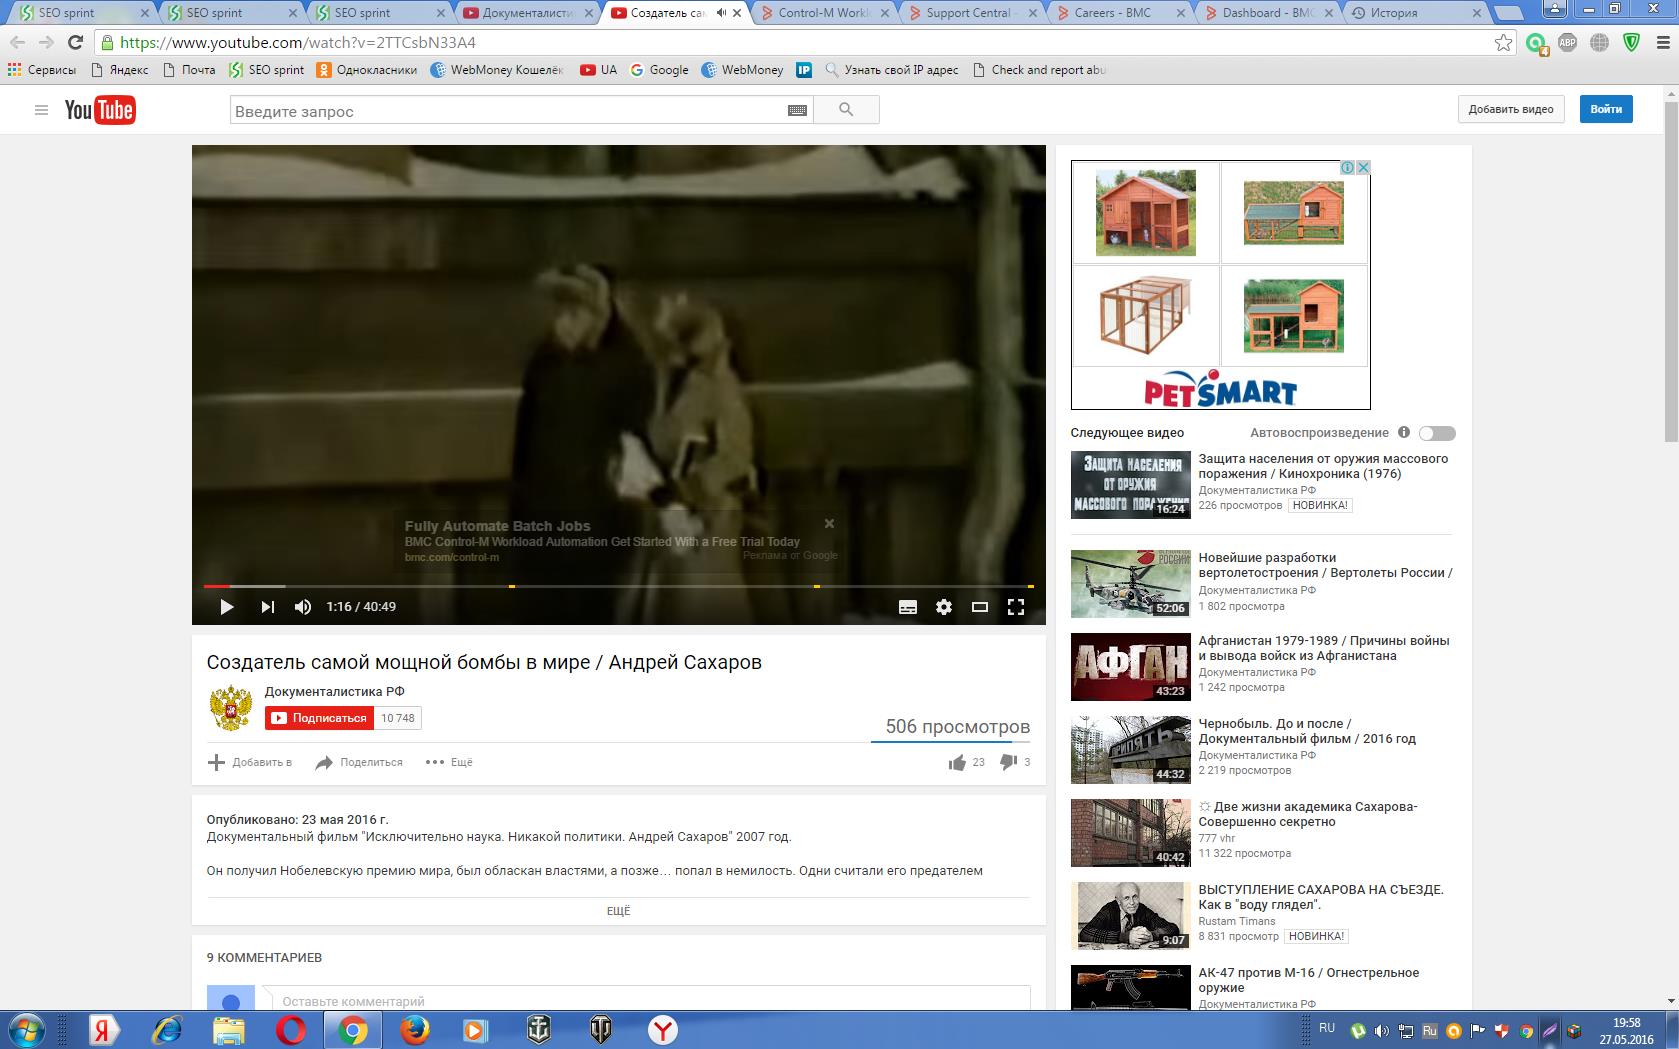 SEO sprint
SEO sprint
SEO sprint
Документалисти
Создатель сам
Control-M Workl
Support Central -
Careers - BMC
Dashboard - BMC
История
https://www.youtube.com/watch?v=2TTCsbN33A4
4
ABP
Сервисы
Яндекс
Почта
SEO sprint
Однокласники
WebMoney Кошелёк
UA
Google
WebMoney
IP
Узнать свой IP адрес
Check and report abu
YouTube
Введите запрос
Добавить видео
Войти
Fully Automate Batch Jobs
BMC Control-M Workload Automation Get Started With a Free Trial Today
bmc.com/control-m
Реклама от Google
1:16 / 40:49
PETSMART
Следующее видео
Автовоспроизведение
ЗАЩИТА НАСЕЛЕНИЯ
ОТ ОРУЖИЯ
МАССОВОГО ПОРАЖЕНИЯ
16:24
Защита населения от оружия массового
поражения / Кинохроника (1976)
Документалистика РФ
226 просмотров НОВИНКА!
РОССИИ
52:06
Новейшие разработки
вертолетостроения / Вертолеты России /
Документалистика РФ
1 802 просмотра
АФГАН
43:23
Афганистан 1979-1989 / Причины войны
и вывода войск из Афганистана
Документалистика РФ
1 242 просмотра
ПРИПЯТЬ
44:32
Чернобыль. До и после /
Документальный фильм / 2016 год
Документалистика РФ
2 219 просмотров
40:42
☼ Две жизни академика Сахарова-
Совершенно секретно
777 vhr
11 322 просмотра
9:07
ВЫСТУПЛЕНИЕ САХАРОВА НА СЪЕЗДЕ.
Как в "воду глядел".
Rustam Timans
8 831 просмотр НОВИНКА!
АК-47 против М-16 / Огнестрельное
оружие
Документалистика РФ
Создатель самой мощной бомбы в мире / Андрей Сахаров
Документалистика РФ
Подписаться 10 748
506 просмотров
Добавить в
Поделиться
Ещё
23
3
Опубликовано: 23 мая 2016 г.
Документальный фильм "Исключительно наука. Никакой политики. Андрей Сахаров" 2007 год.
Он получил Нобелевскую премию мира, был обласкан властями, а позже… попал в немилость. Одни считали его предателем
ЕЩЁ
9 КОММЕНТАРИЕВ
Оставьте комментарий
Я
Y
RU
Ru
19:58
27.05.2016